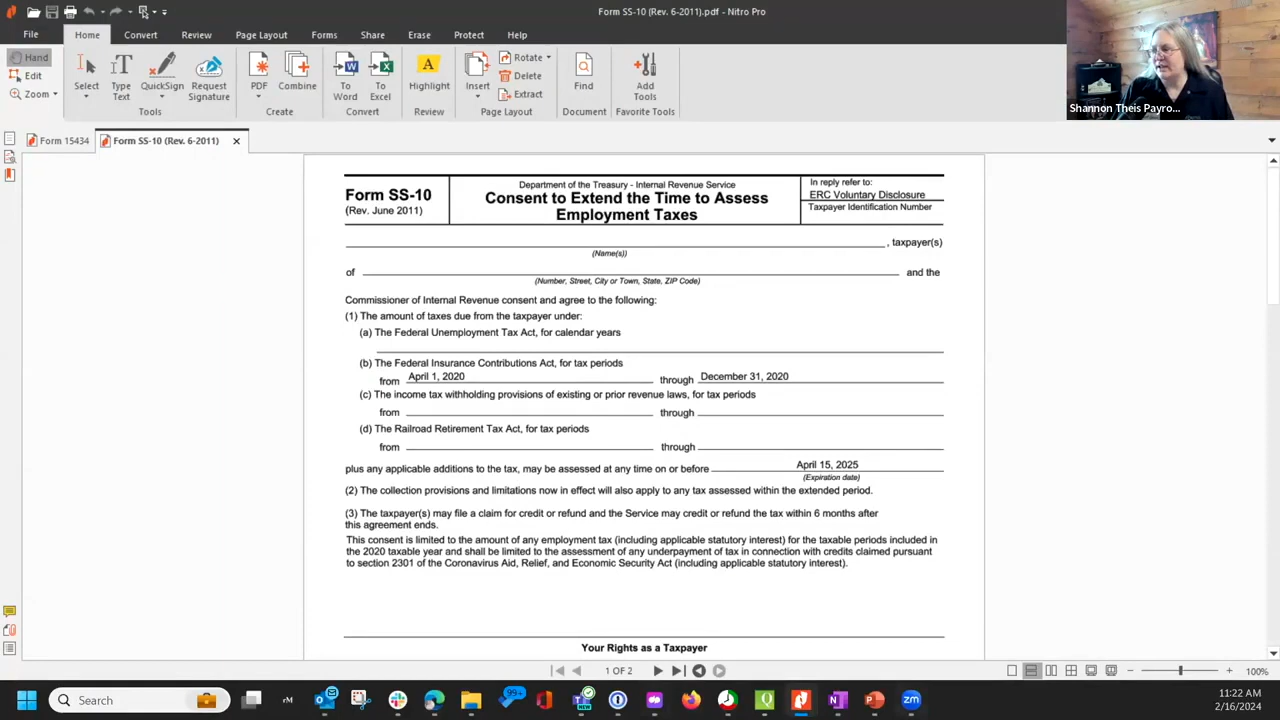 Form SS-10 (Rev. 6-2011).pdf - Nitro Pro
File Home Convert Review Page Layout Forms Share Erase Protect Help
Hand
Edit
Zoom
Select
Type Text
QuickSign
Request Signature
Tools
PDF
Combine
Create
To Word
To Excel
Convert
Highlight
Review
Insert
Rotate
Delete
Extract
Page Layout
Find
Document
Add Tools
Favorite Tools
Shannon Theis Payro...
Form 15434
Form SS-10 (Rev. 6-2011)
Form SS-10
(Rev. June 2011)
Department of the Treasury - Internal Revenue Service
Consent to Extend the Time to Assess
Employment Taxes
In reply refer to:
ERC Voluntary Disclosure
Taxpayer Identification Number
, taxpayer(s)
(Name(s))
of and the
(Number, Street, City or Town, State, ZIP Code)
Commissioner of Internal Revenue consent and agree to the following:
(1) The amount of taxes due from the taxpayer under:
(a) The Federal Unemployment Tax Act, for calendar years
(b) The Federal Insurance Contributions Act, for tax periods
from April 1, 2020 through December 31, 2020
(c) The income tax withholding provisions of existing or prior revenue laws, for tax periods
from through
(d) The Railroad Retirement Tax Act, for tax periods
from through
plus any applicable additions to the tax, may be assessed at any time on or before April 15, 2025
(Expiration date)
(2) The collection provisions and limitations now in effect will also apply to any tax assessed within the extended period.
(3) The taxpayer(s) may file a claim for credit or refund and the Service may credit or refund the tax within 6 months after
this agreement ends.
This consent is limited to the amount of any employment tax (including applicable statutory interest) for the taxable periods included in
the 2020 taxable year and shall be limited to the assessment of any underpayment of tax in connection with credits claimed pursuant
to section 2301 of the Coronavirus Aid, Relief, and Economic Security Act (including applicable statutory interest).
Your Rights as a Taxpayer
1 OF 2
100%
Search
rM
99+
NEW
zm
11:22 AM
2/16/2024